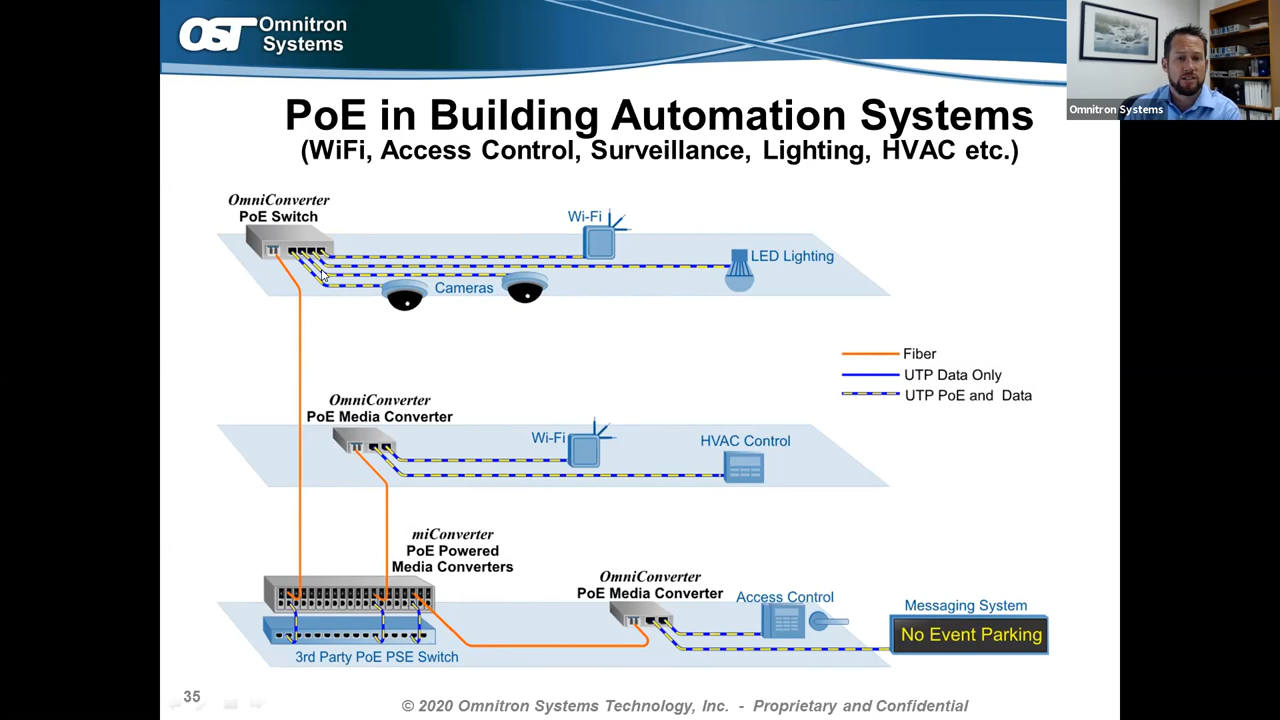 OST Omnitron
Systems
Omnitron Systems
PoE in Building Automation Systems
(WiFi, Access Control, Surveillance, Lighting, HVAC etc.)
OmniConverter
PoE Switch
Wi-Fi
LED Lighting
Cameras
Fiber
UTP Data Only
UTP PoE and Data
OmniConverter
PoE Media Converter
Wi-Fi
HVAC Control
miConverter
PoE Powered
Media Converters
OmniConverter
PoE Media Converter
Access Control
Messaging System
No Event Parking
3rd Party PoE PSE Switch
35
© 2020 Omnitron Systems Technology, Inc. - Proprietary and Confidential